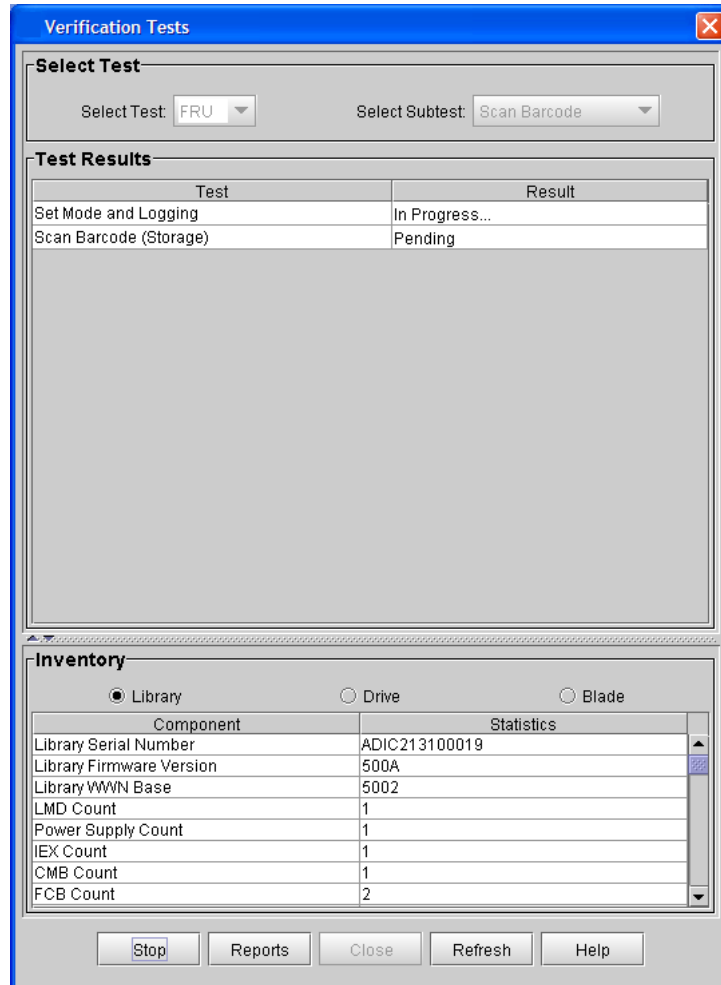 Verification Tests
Select Test
Select Test: FRU Select Subtest: Scan Barcode
Test Results
Test Result
Set Mode and Logging In Progress...
Scan Barcode (Storage) Pending
Inventory
Library Drive Blade
Component Statistics
Library Serial Number ADIC213100019
Library Firmware Version 500A
Library WWN Base 5002
LMD Count 1
Power Supply Count 1
IEX Count 1
CMB Count 1
FCB Count 2
Stop Reports Close Refresh Help